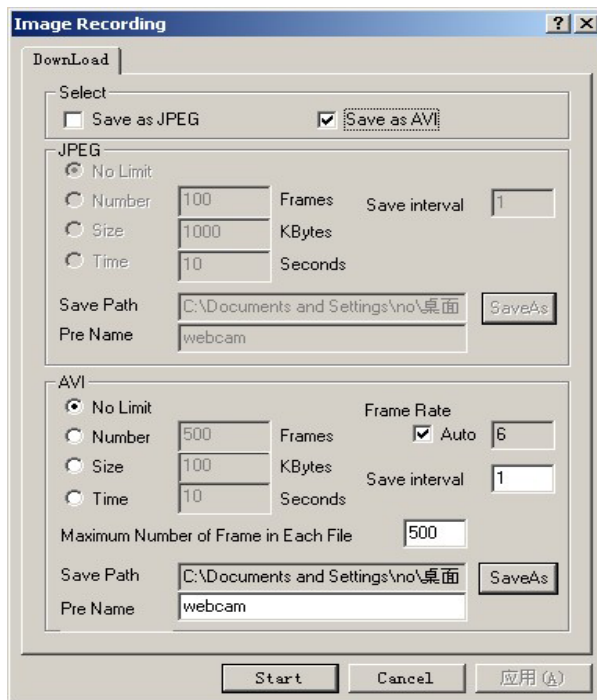 Image Recording
DownLoad
Select
Save as JPEG Save as AVI
JPEG
No Limit
Number 100 Frames Save interval 1
Size 1000 KBytes
Time 10 Seconds
Save Path C:\Documents and Settings\no\桌面 SaveAs
Pre Name webcam
AVI
No Limit Frame Rate
Number 500 Frames Auto 6
Size 100 KBytes Save interval 1
Time 10 Seconds
Maximum Number of Frame in Each File 500
Save Path C:\Documents and Settings\no\桌面 SaveAs
Pre Name webcam
Start Cancel 应用(A)